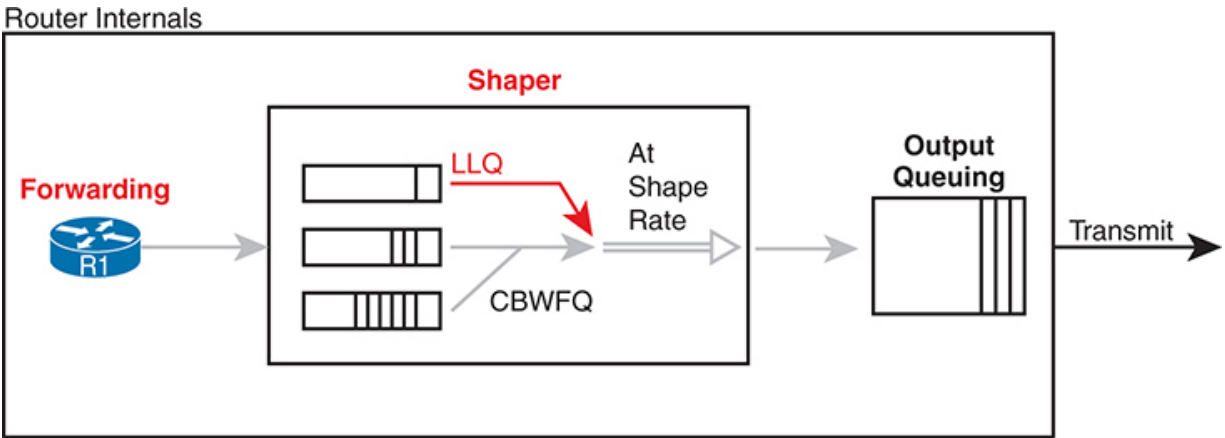 Router Internals
Shaper
Forwarding
R1
LLQ
CBWFQ
At
Shape
Rate
Output
Queuing
Transmit